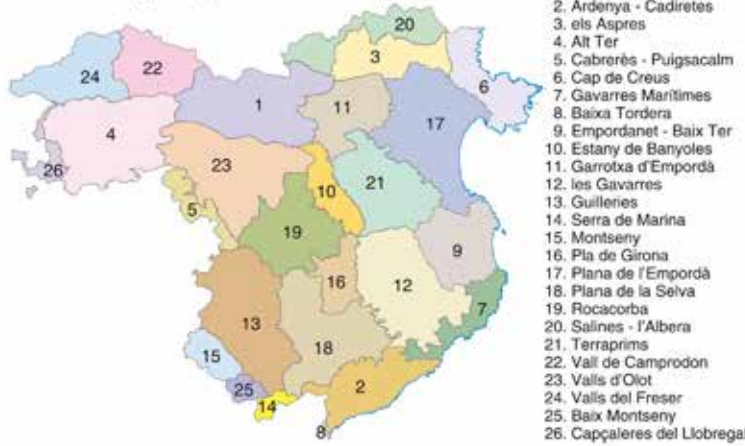 20
22
3
24
6
1
11
17
4
23
26
21
10
5
19
9
16
12
7
13
18
15
2
25
14
8
2. Ardenya - Cadiretes
3. els Aspres
4. Alt Ter
5. Cabrerès - Puigsacalm
6. Cap de Creus
7. Gavarres Marítimes
8. Baixa Tordera
9. Empordanet - Baix Ter
10. Estany de Banyoles
11. Garrotxa d'Empordà
12. les Gavarres
13. Guilleries
14. Serra de Marina
15. Montseny
16. Pla de Girona
17. Plana de l'Empordà
18. Plana de la Selva
19. Rocacorba
20. Salines - l'Albera
21. Terraprims
22. Vall de Camprodon
23. Valls d'Olot
24. Valls del Freser
25. Baix Montseny
26. Capçaleres del Llobrega